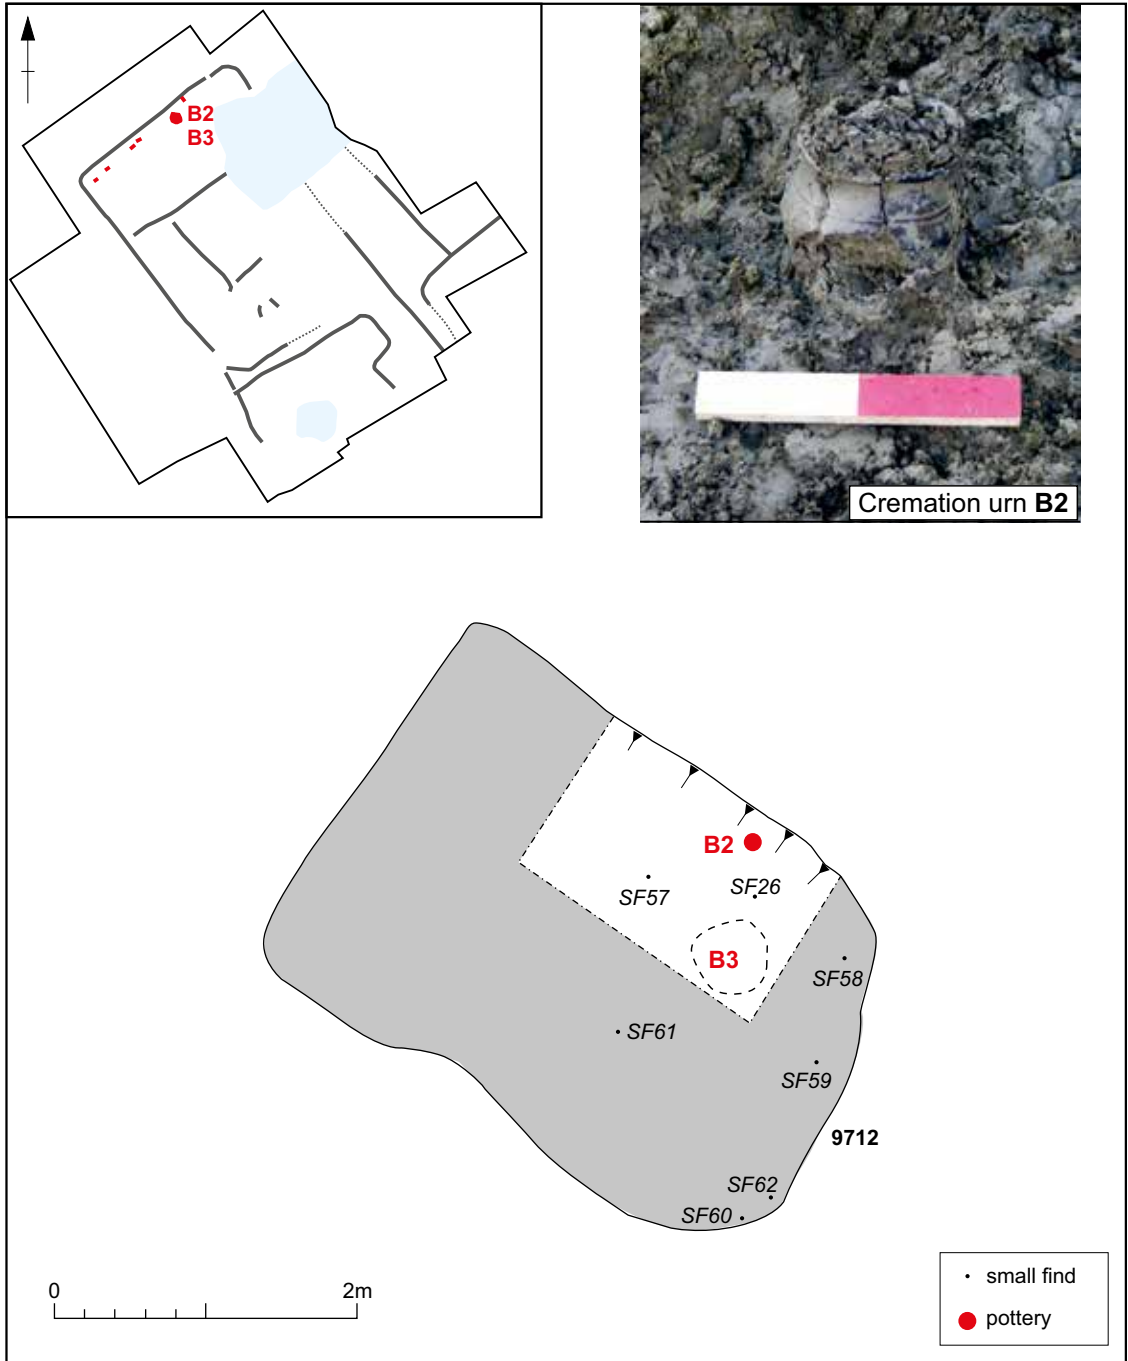 B2
B3
Cremation urn B2
B2
SF57
SF26
B3
SF58
SF61
SF59
9712
SF62
SF60
0
2m
small find
pottery